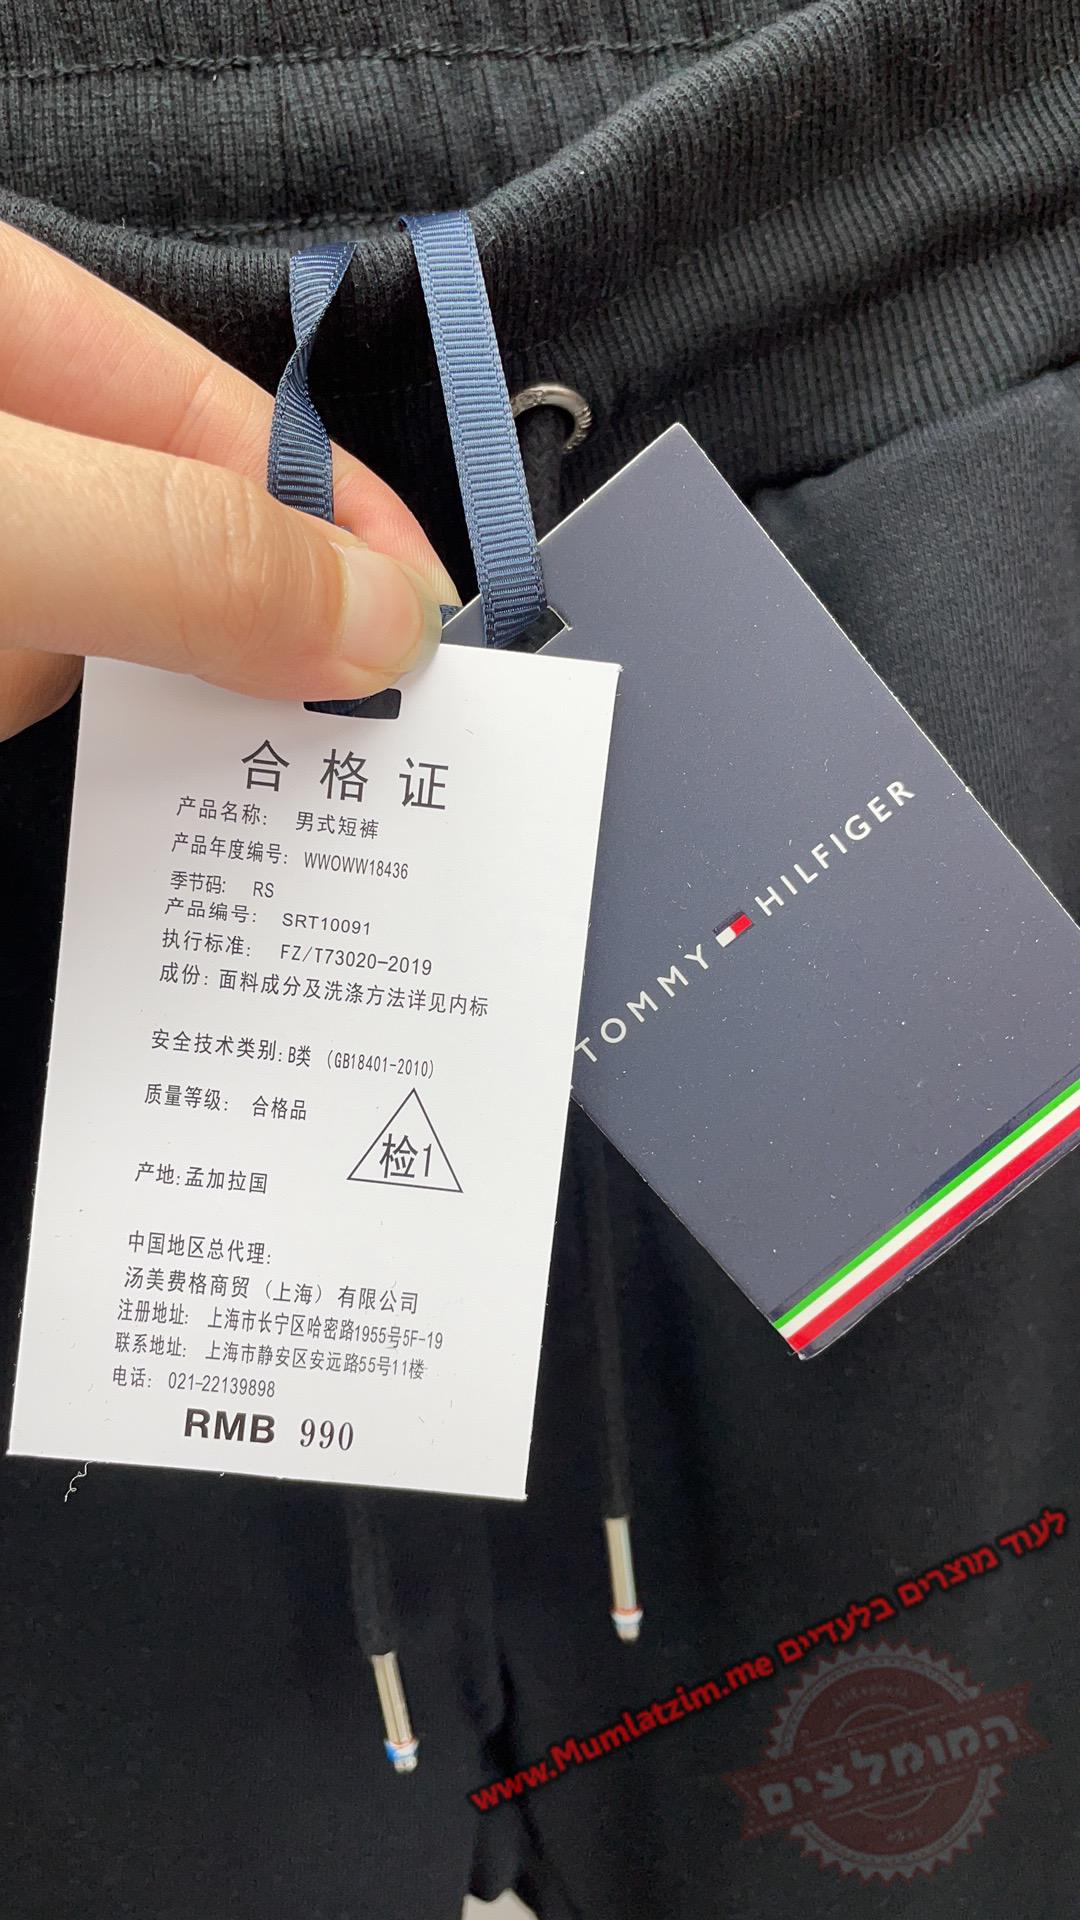 合格证
产品名称: 男式短裤
产品年度编号: WWOWW18436
季节码: RS
产品编号: SRT10091
执行标准: FZ/T73020-2019
成份: 面料成分及洗涤方法详见内标
安全技术类别:B类 (GB18401-2010)
质量等级: 合格品
检1
产地:孟加拉国
中国地区总代理:
汤美费格商贸（上海）有限公司
注册地址: 上海市长宁区哈密路1955号5F-19
联系地址: 上海市静安区安远路55号11楼
电话: 021-22139898
RMB 990
TOMMY HILFIGER
לעוד מוצרים בלעדיים www.Mumlatzim.me
המומלצים